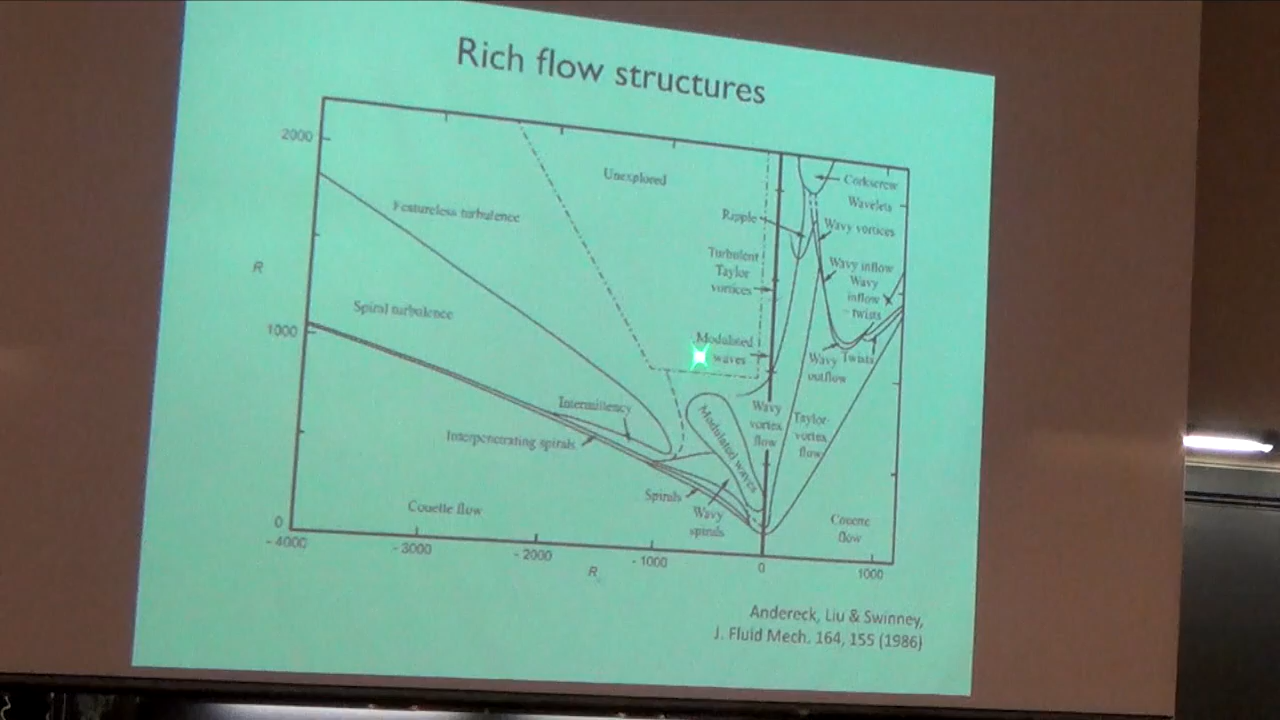 Rich flow structures
2000
Unexplored
Corkscrew
Wavelets
Featureless turbulence
Ripple
Wavy vortices
R
Turbulent
Taylor
vortices
Wavy inflow
Wavy
inflow
twists
Spiral turbulence
1000
Modulated
waves
Wavy
outflow
Twists
Intermittency
Interpenetrating spirals
Modulated waves
Wavy
vortex
flow
Taylor
vortex
flow
Spirals
Wavy
spirals
Couette flow
Couette
flow
0
- 4000
- 3000
- 2000
- 1000
0
1000
R
Andereck, Liu & Swinney,
J. Fluid Mech. 164, 155 (1986)